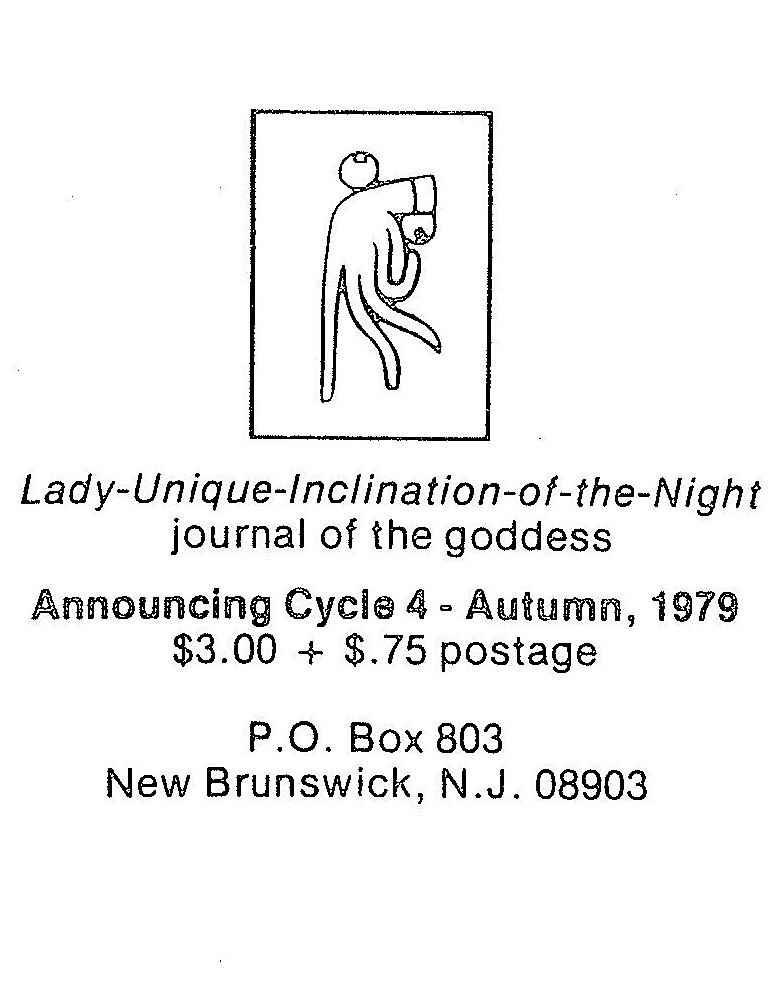 Lady-Unique-Inclination-of-the-Night
journal of the goddess
Announcing Cycle 4 - Autumn, 1979
$3.00 + $.75 postage
P.O. Box 803
New Brunswick, N.J. 08903